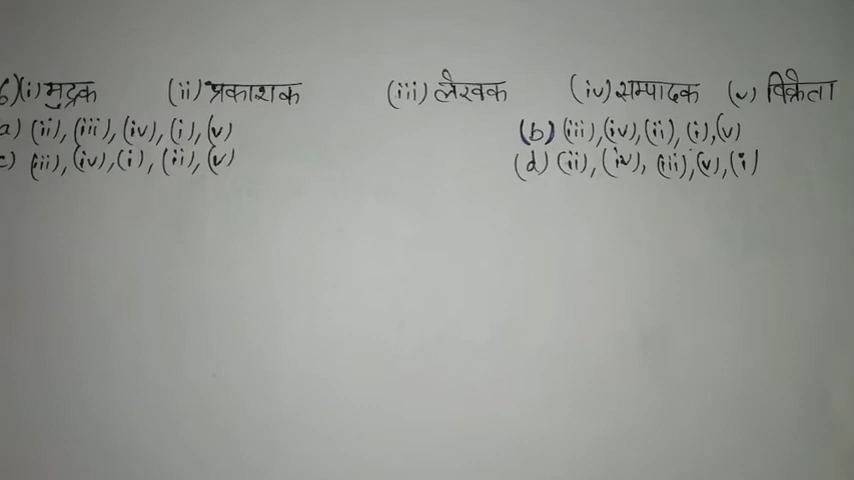 6)(i) मुद्रक (ii) प्रकाशक (iii) लेखक (iv) सम्पादक (v) विक्रेता
a) (ii), (iii), (iv), (i), (v) (b) (iii), (iv), (ii), (i), (v)
c) (iii), (iv), (i), (ii), (v) (d) (ii), (iv), (iii), (v), (i)